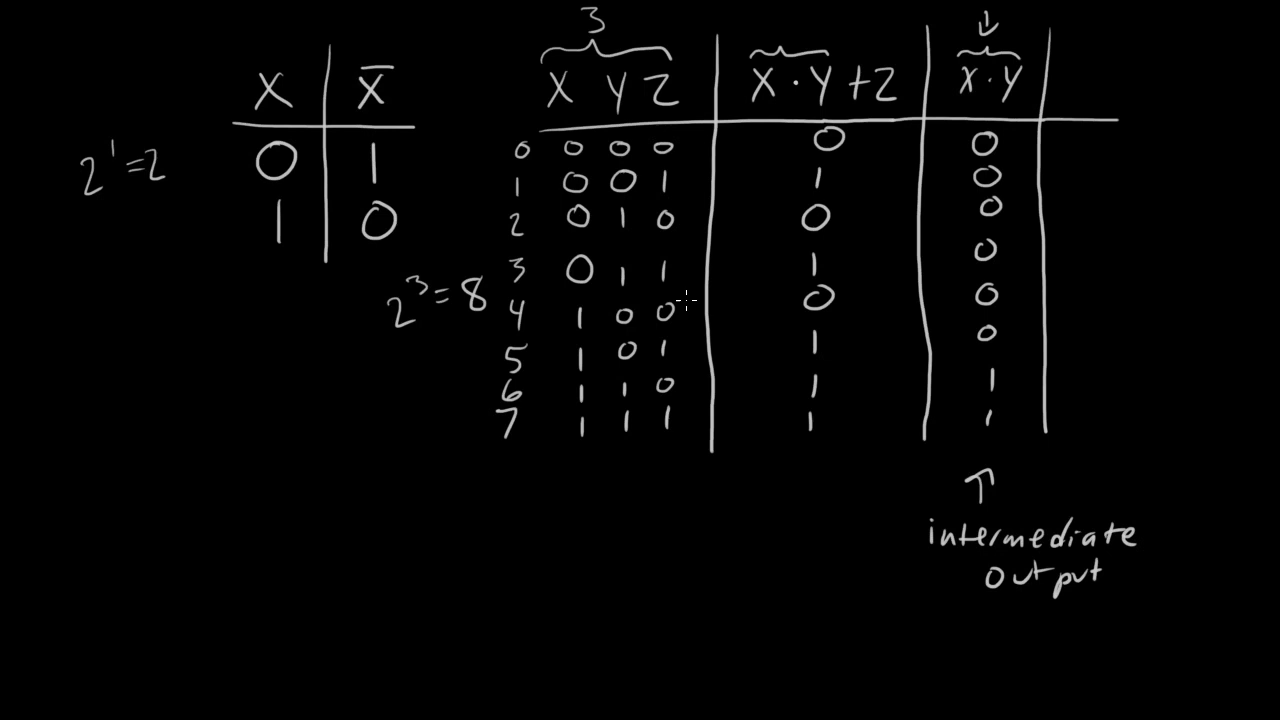 3
X X̅ X Y Z X · Y + Z X · Y
0 0 0 0 0 0
2¹=2 0 1 1 0 0 1 1 0
1 0 2 0 1 0 0 0
3 0 1 1 1 0
2³=8 4 1 0 0 0 0
5 1 0 1 1 0
6 1 1 0 1 1
7 1 1 1 1 1
intermediate
output